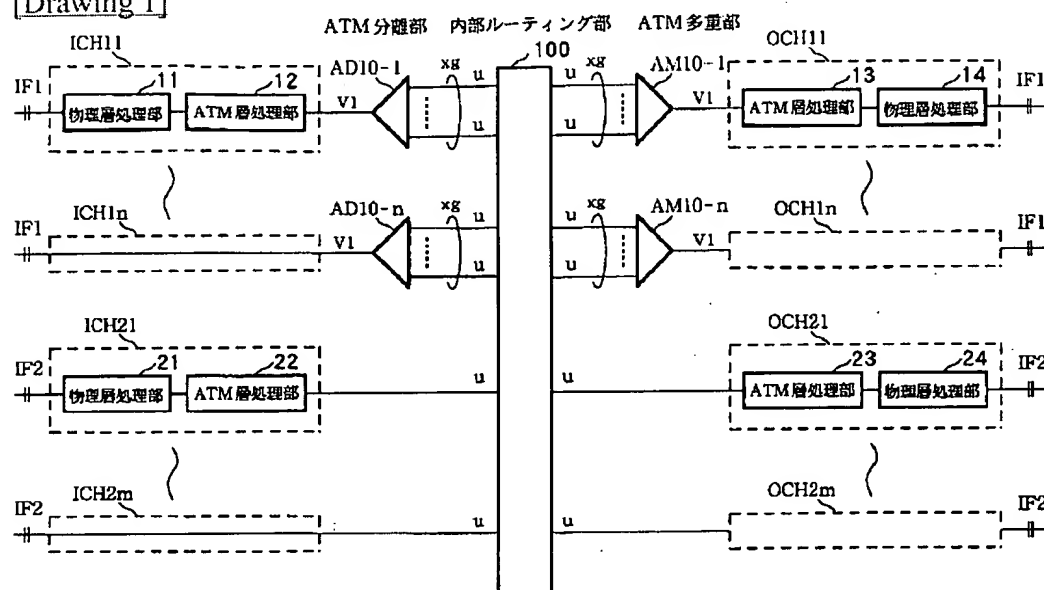 [Drawing 1]
ATM分離部 内部ルーティング部 ATM多重部
ICH11 100 OCH11
IF1 11 12 AD10-1 xg u u xg AM10-1 13 14 IF1
物理層処理部 ATM層処理部 V1 V1 ATM層処理部 物理層処理部
u u
ICH1n AD10-n xg u u xg AM10-n OCH1n
IF1 V1 V1 IF1
u u
ICH21 OCH21
IF2 21 22 23 24 IF2
物理層処理部 ATM層処理部 u u ATM層処理部 物理層処理部
ICH2m OCH2m
IF2 u u IF2